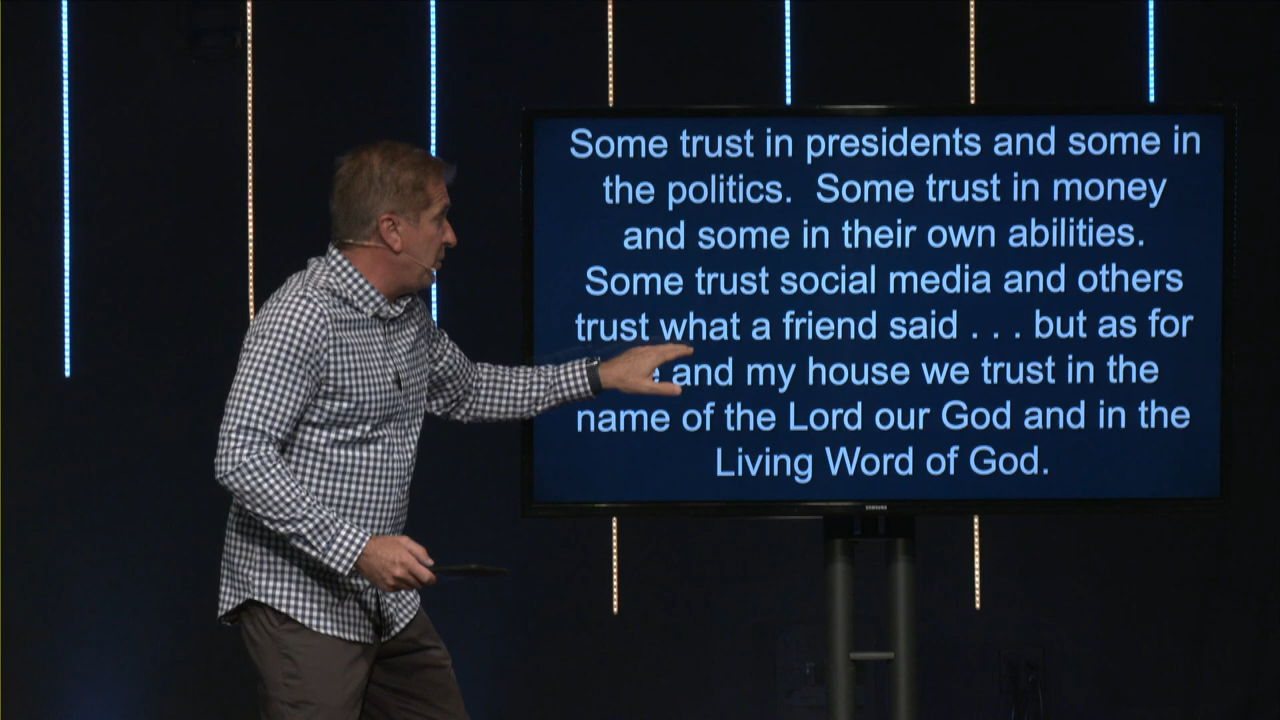 Some trust in presidents and some in
the politics.  Some trust in money
and some in their own abilities.
Some trust social media and others
trust what a friend said . . . but as for
and my house we trust in the
name of the Lord our God and in the
Living Word of God.
SAMSUNG